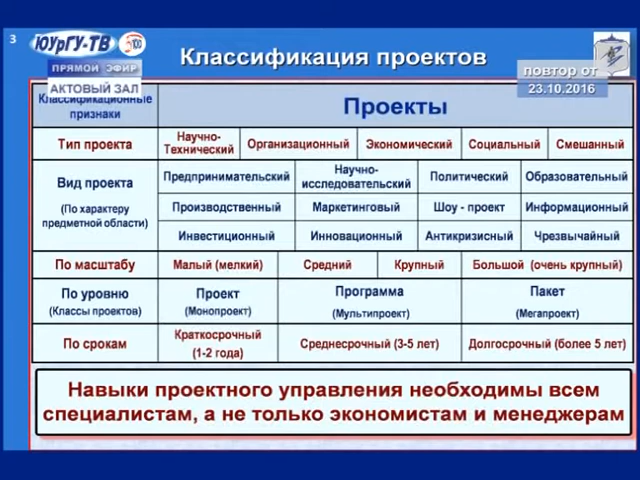 3
ЮУрГУ-ТВ
ПРЯМОЙ ЭФИР
АКТОВЫЙ ЗАЛ
Классификация проектов
повтор от
23.10.2016
Классификационные
признаки
Проекты
Тип проекта
Научно-
Технический
Организационный
Экономический
Социальный
Смешанный
Вид проекта
(По характеру
предметной области)
Предпринимательский
Научно-
исследовательский
Политический
Образовательный
Производственный
Маркетинговый
Шоу - проект
Информационный
Инвестиционный
Инновационный
Антикризисный
Чрезвычайный
По масштабу
Малый (мелкий)
Средний
Крупный
Большой (очень крупный)
По уровню
(Классы проектов)
Проект
(Монопроект)
Программа
(Мультипроект)
Пакет
(Мегапроект)
По срокам
Краткосрочный
(1-2 года)
Среднесрочный (3-5 лет)
Долгосрочный (более 5 лет)
Навыки проектного управления необходимы всем
специалистам, а не только экономистам и менеджерам